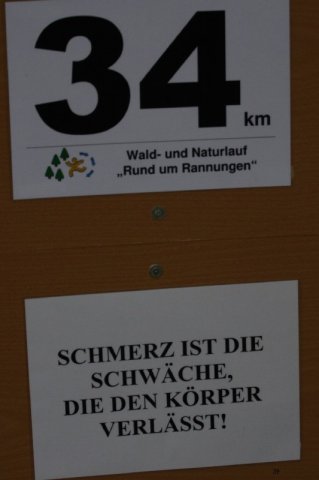 34 km
Wald- und Naturlauf
„Rund um Rannungen“
SCHMERZ IST DIE
SCHWÄCHE,
DIE DEN KÖRPER
VERLÄSST!